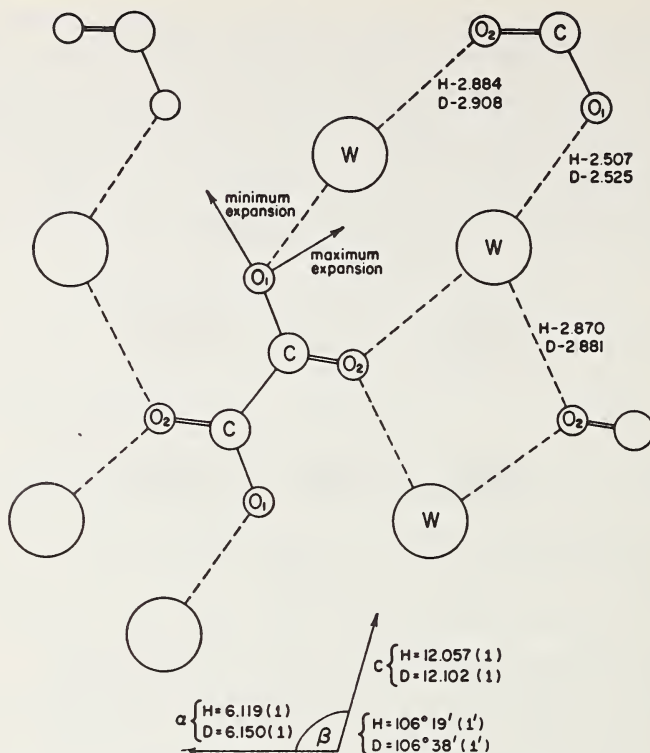 O₂
C
H-2.884
D-2.908
O₁
W
H-2.507
D-2.525
minimum
expansion
maximum
expansion
O₁
W
C
O₂
H-2.870
D-2.881
O₂
C
O₂
O₁
W
C { H=12.057 (1)
D=12.102 (1)
α { H=6.119 (1)
D=6.150 (1)
β
{ H=106° 19' (1')
D=106° 38' (1')